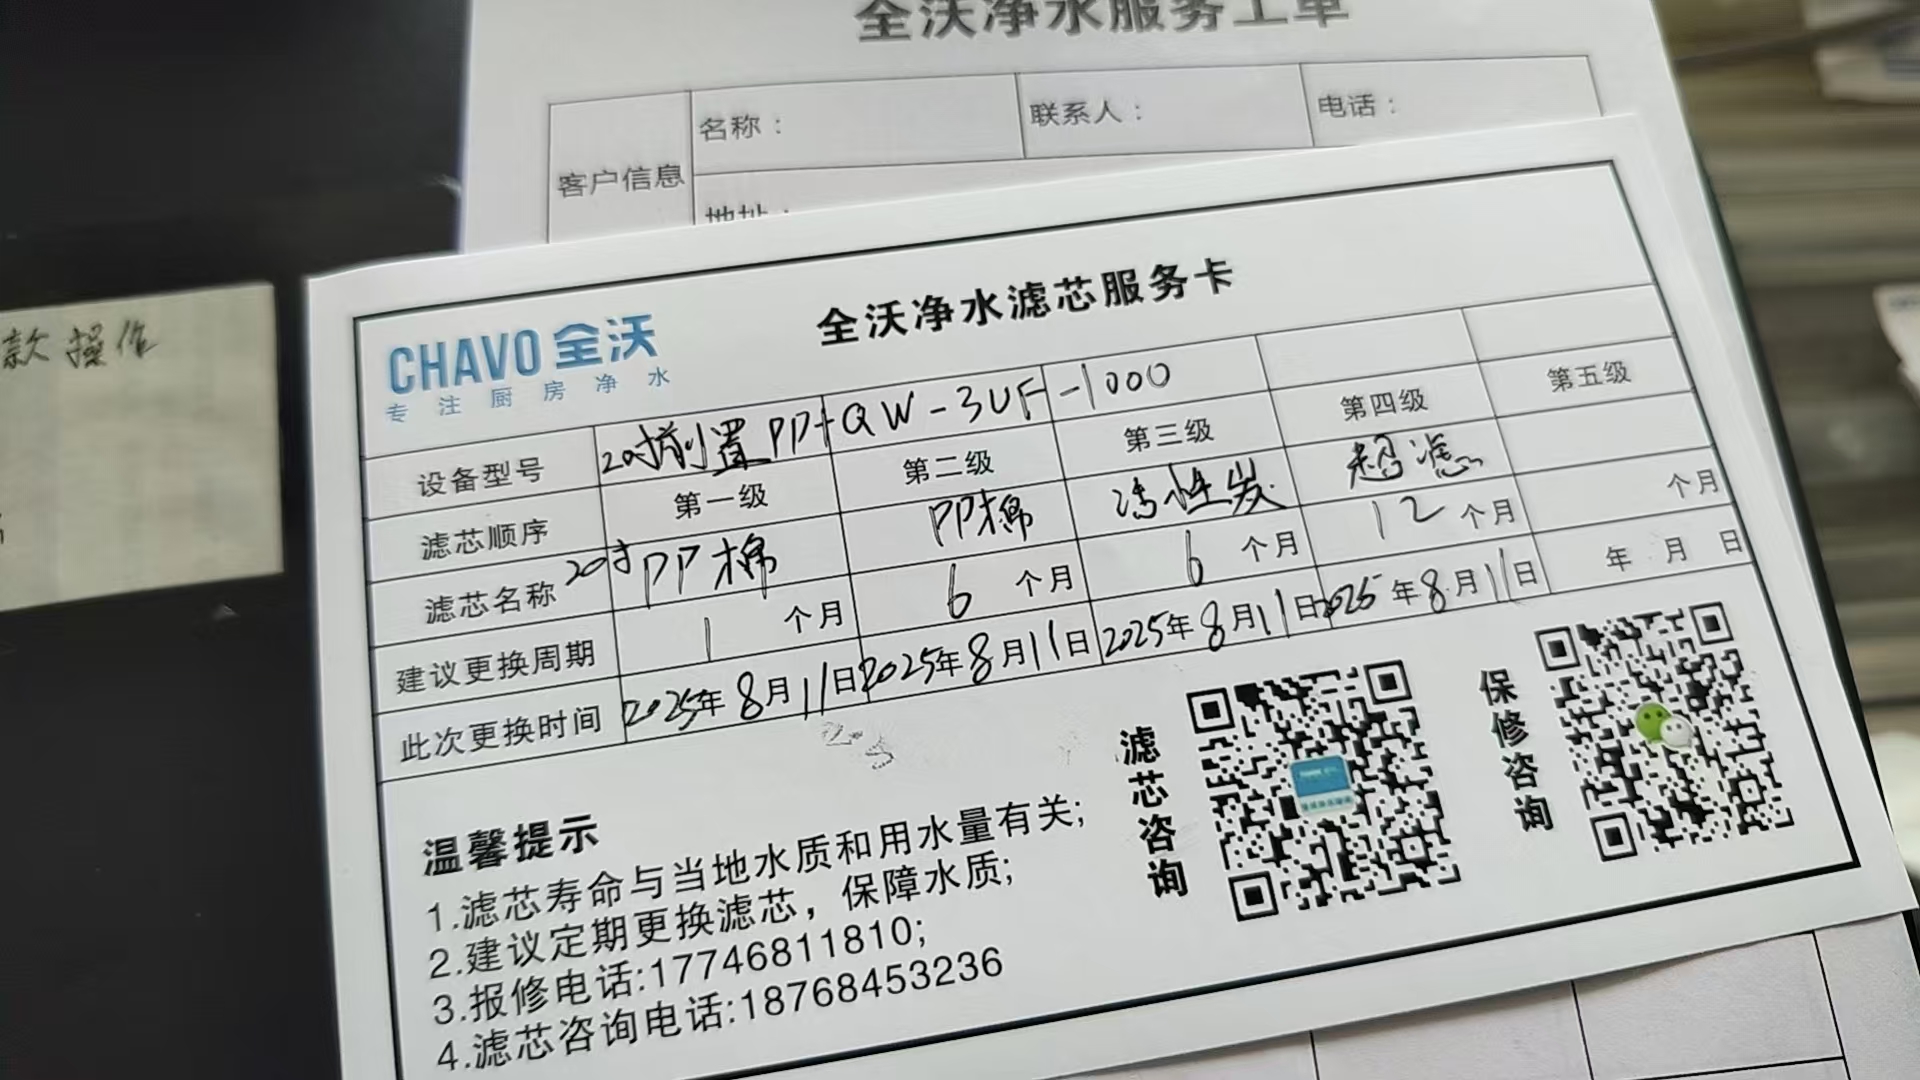 全沃净水服务工单
客户信息
名称：
联系人：
电话：
地址：
款操作
CHAVO 全沃
专注厨房净水
全沃净水滤芯服务卡
设备型号 20寸前置PP+QW-3UF-1000
滤芯顺序 第一级 第二级 第三级 第四级 第五级
滤芯名称 20寸PP棉 PP棉 活性炭 超滤
建议更换周期 1 个月 6 个月 6 个月 12 个月 个月
此次更换时间 2025年8月11日 2025年8月11日 2025年8月11日 2025年8月11日 年 月 日
温馨提示
1.滤芯寿命与当地水质和用水量有关;
2.建议定期更换滤芯，保障水质;
3.报修电话:17746811810;
4.滤芯咨询电话:18768453236
滤芯咨询
保修咨询